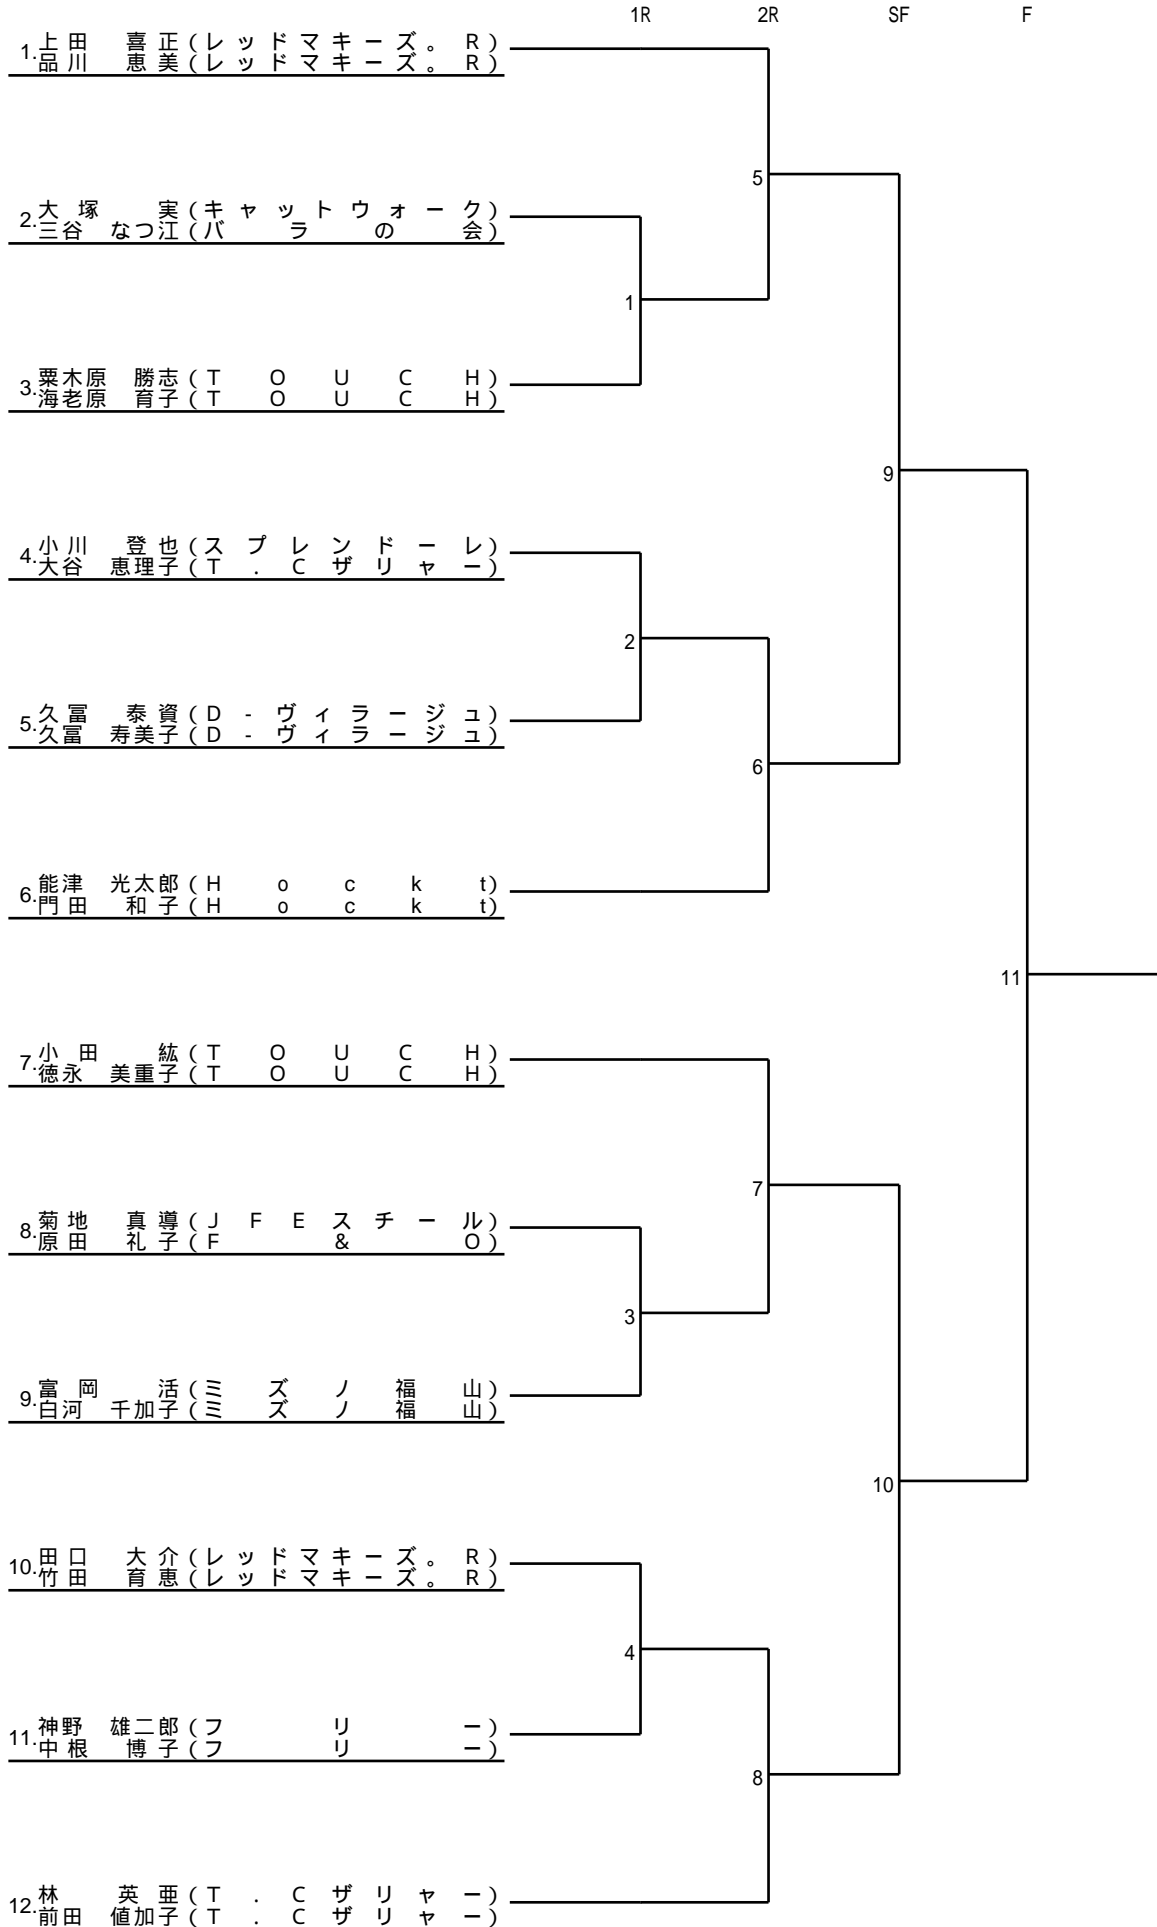 1R 2R SF F
1. 上田 喜正(レッドマキーズ。R)
品川 恵美(レッドマキーズ。R)
5
2. 大塚 実(キャットウォーク)
三谷 なつ江(バラの会)
1
3. 粟木原 勝志(TOUCH)
海老原 育子(TOUCH)
9
4. 小川 登也(スプレンドーレ)
大谷 恵理子(T.Cザリャー)
2
5. 久冨 泰資(D-ヴィラージュ)
久冨 寿美子(D-ヴィラージュ)
6
6. 能津 光太郎(Hockt)
門田 和子(Hockt)
11
7. 小田 紘(TOUCH)
徳永 美重子(TOUCH)
7
8. 菊地 真導(JFEスチール)
原田 礼子(F&O)
3
9. 富岡 活(ミズノ福山)
白河 千加子(ミズノ福山)
10
10. 田口 大介(レッドマキーズ。R)
竹田 育恵(レッドマキーズ。R)
4
11. 神野 雄二郎(フリー)
中根 博子(フリー)
8
12. 林 英亜(T.Cザリャー)
前田 値加子(T.Cザリャー)